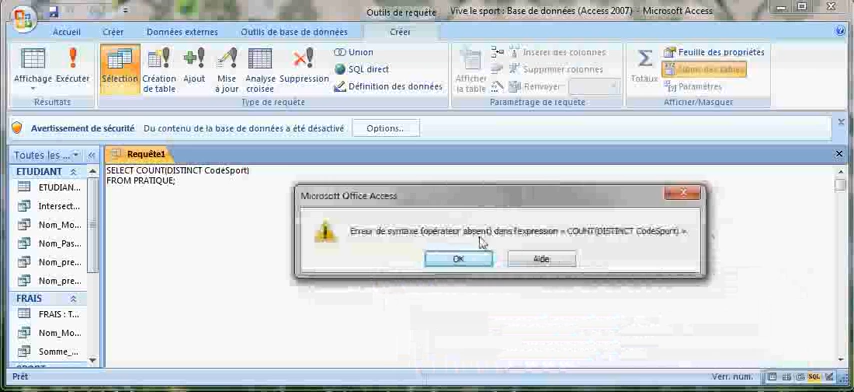 Outils de requête
Vive le sport : Base de données (Access 2007) - Microsoft Access
Accueil
Créer
Données externes
Outils de base de données
Créer
Affichage
Exécuter
Résultats
Sélection
Création de table
Ajout
Mise à jour
Analyse croisée
Suppression
Union
SQL direct
Définition des données
Type de requête
Afficher la table
Insérer des colonnes
Supprimer colonnes
Renvoyer:
Paramétrage de requête
Totaux
Feuille des propriétés
Noms des tables
Paramètres
Afficher/Masquer
Avertissement de sécurité
Du contenu de la base de données a été désactivé
Options...
Toutes les ...
Requête1
ETUDIANT
ETUDIAN...
Intersect...
Nom_Mo...
Nom_Pas...
Nom_pre...
Nom_pre...
FRAIS
FRAIS : T...
Nom_Mo...
Somme_...
SELECT COUNT(DISTINCT CodeSport)
FROM PRATIQUE;
Microsoft Office Access
Erreur de syntaxe (opérateur absent) dans l'expression « COUNT(DISTINCT CodeSport) ».
OK
Aide
Prêt
Verr. num.
SQL